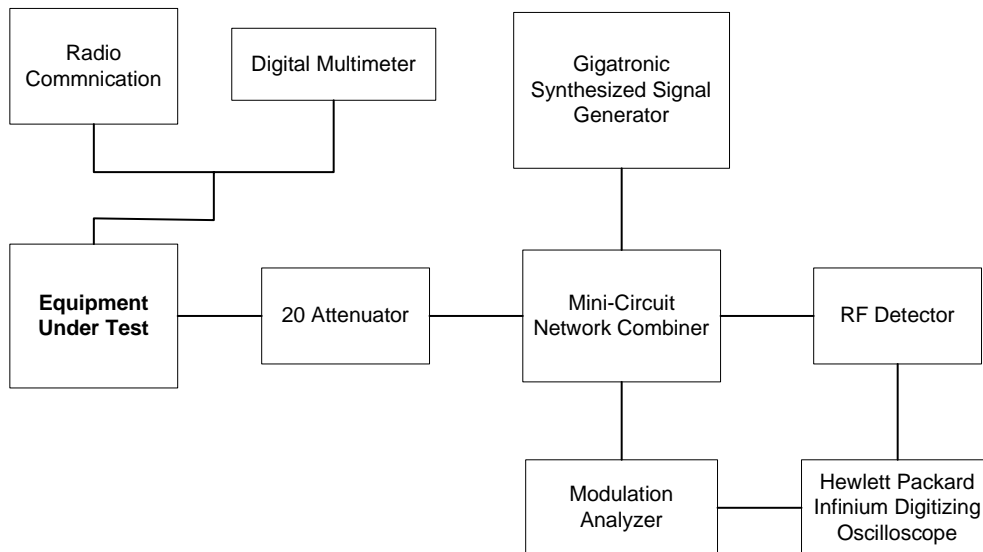 Radio
Commnication
Digital Multimeter
Gigatronic
Synthesized Signal
Generator
Equipment
Under Test
20 Attenuator
Mini-Circuit
Network Combiner
RF Detector
Modulation
Analyzer
Hewlett Packard
Infinium Digitizing
Oscilloscope